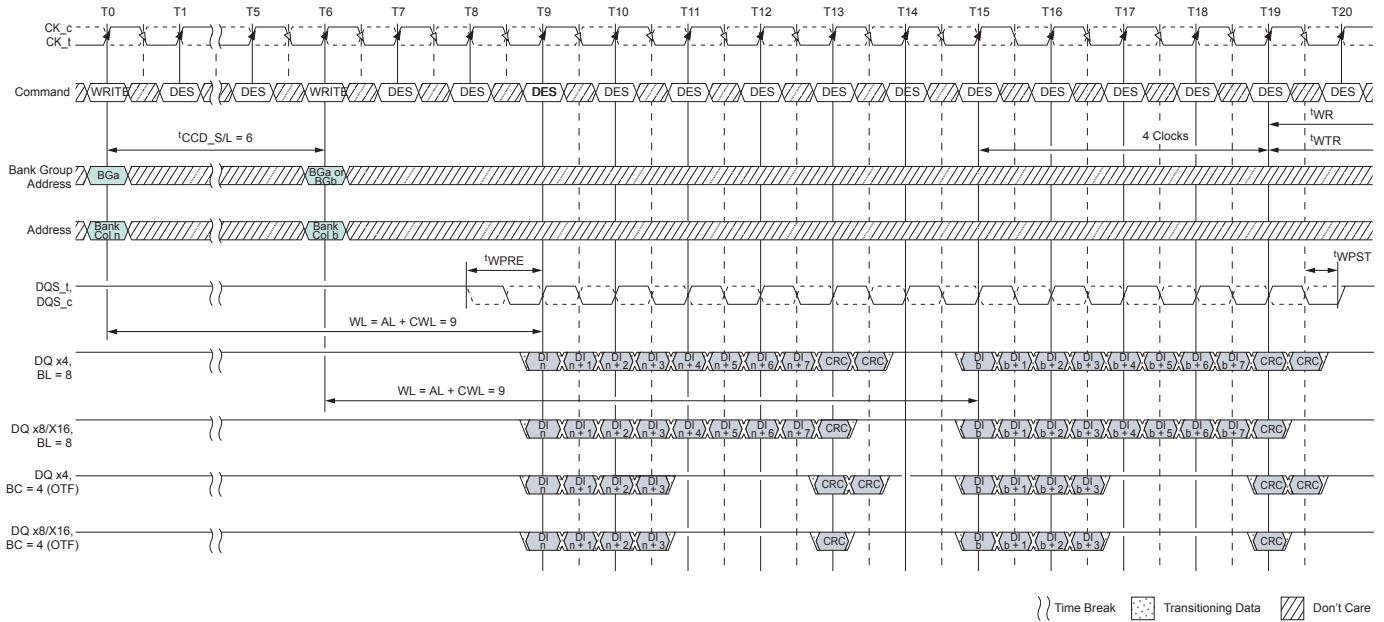 T0 T1 T5 T6 T7 T8 T9 T10 T11 T12 T13 T14 T15 T16 T17 T18 T19 T20
CK_c
CK_t
Command WRITE DES DES WRITE DES DES DES DES DES DES DES DES DES DES DES DES DES DES
tWR
tCCD_S/L = 6 4 Clocks tWTR
Bank Group
Address
BGa
BGa or
BGb
Address
Bank
Col n
Bank
Col b
tWPRE tWPST
DQS_t,
DQS_c
WL = AL + CWL = 9
DQ x4,
BL = 8
DI n DI n + 1 DI n + 2 DI n + 3 DI n + 4 DI n + 5 DI n + 6 DI n + 7 CRC CRC DI b DI b + 1 DI b + 2 DI b + 3 DI b + 4 DI b + 5 DI b + 6 DI b + 7 CRC CRC
WL = AL + CWL = 9
DQ x8/X16,
BL = 8
DI n DI n + 1 DI n + 2 DI n + 3 DI n + 4 DI n + 5 DI n + 6 DI n + 7 CRC DI b DI b + 1 DI b + 2 DI b + 3 DI b + 4 DI b + 5 DI b + 6 DI b + 7 CRC
DQ x4,
BC = 4 (OTF)
DI n DI n + 1 DI n + 2 DI n + 3 CRC CRC DI b DI b + 1 DI b + 2 DI b + 3 CRC CRC
DQ x8/X16,
BC = 4 (OTF)
DI n DI n + 1 DI n + 2 DI n + 3 CRC DI b DI b + 1 DI b + 2 DI b + 3 CRC
Time Break Transitioning Data Don't Care